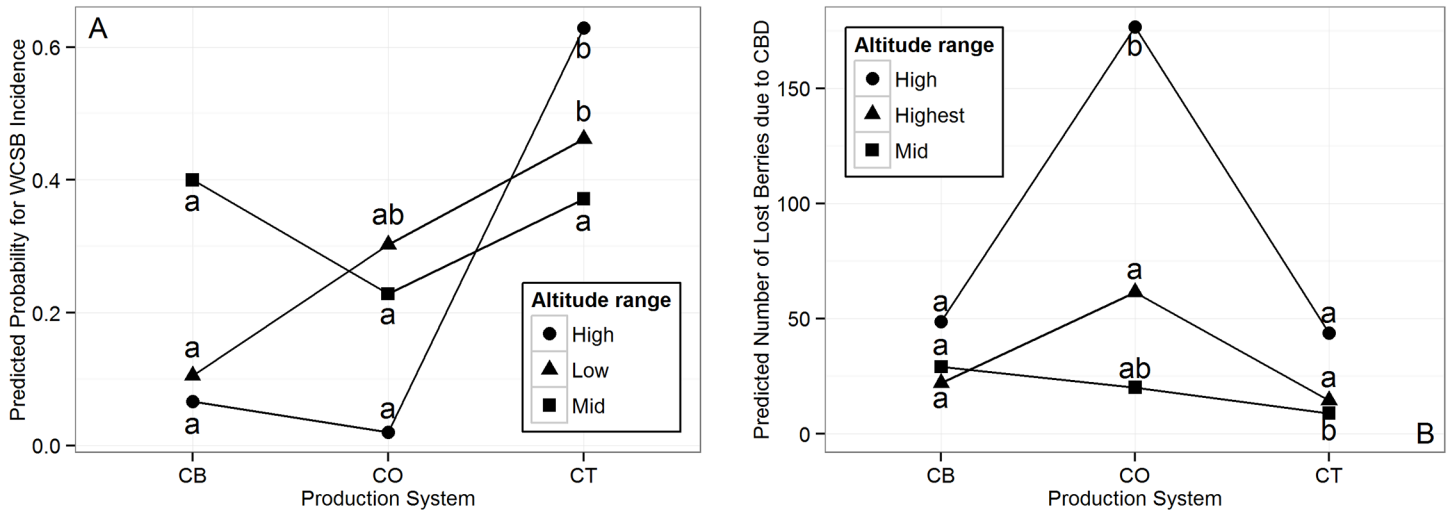 A
Predicted Probability for WCSB Incidence
0.6
0.4
0.2
0.0
a
a
a
ab
a
a
b
b
a
Altitude range
High
Low
Mid
CB CO CT
Production System
Predicted Number of Lost Berries due to CBD
150
100
50
0
Altitude range
High
Highest
Mid
b
a
a
a
a
ab
a
a
b
B
CB CO CT
Production System